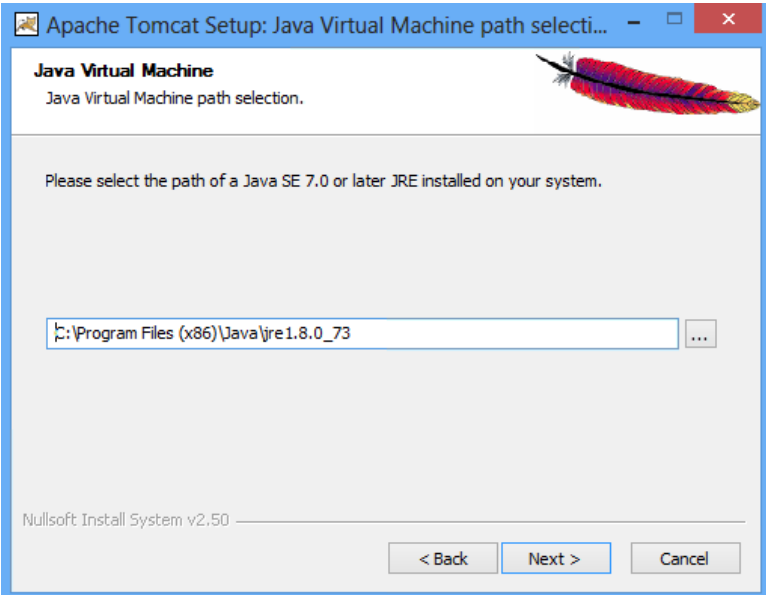 Apache Tomcat Setup: Java Virtual Machine path selecti...
Java Virtual Machine
Java Virtual Machine path selection.
Please select the path of a Java SE 7.0 or later JRE installed on your system.
C:\Program Files (x86)\Java\jre1.8.0_73
...
Nullsoft Install System v2.50
< Back Next > Cancel